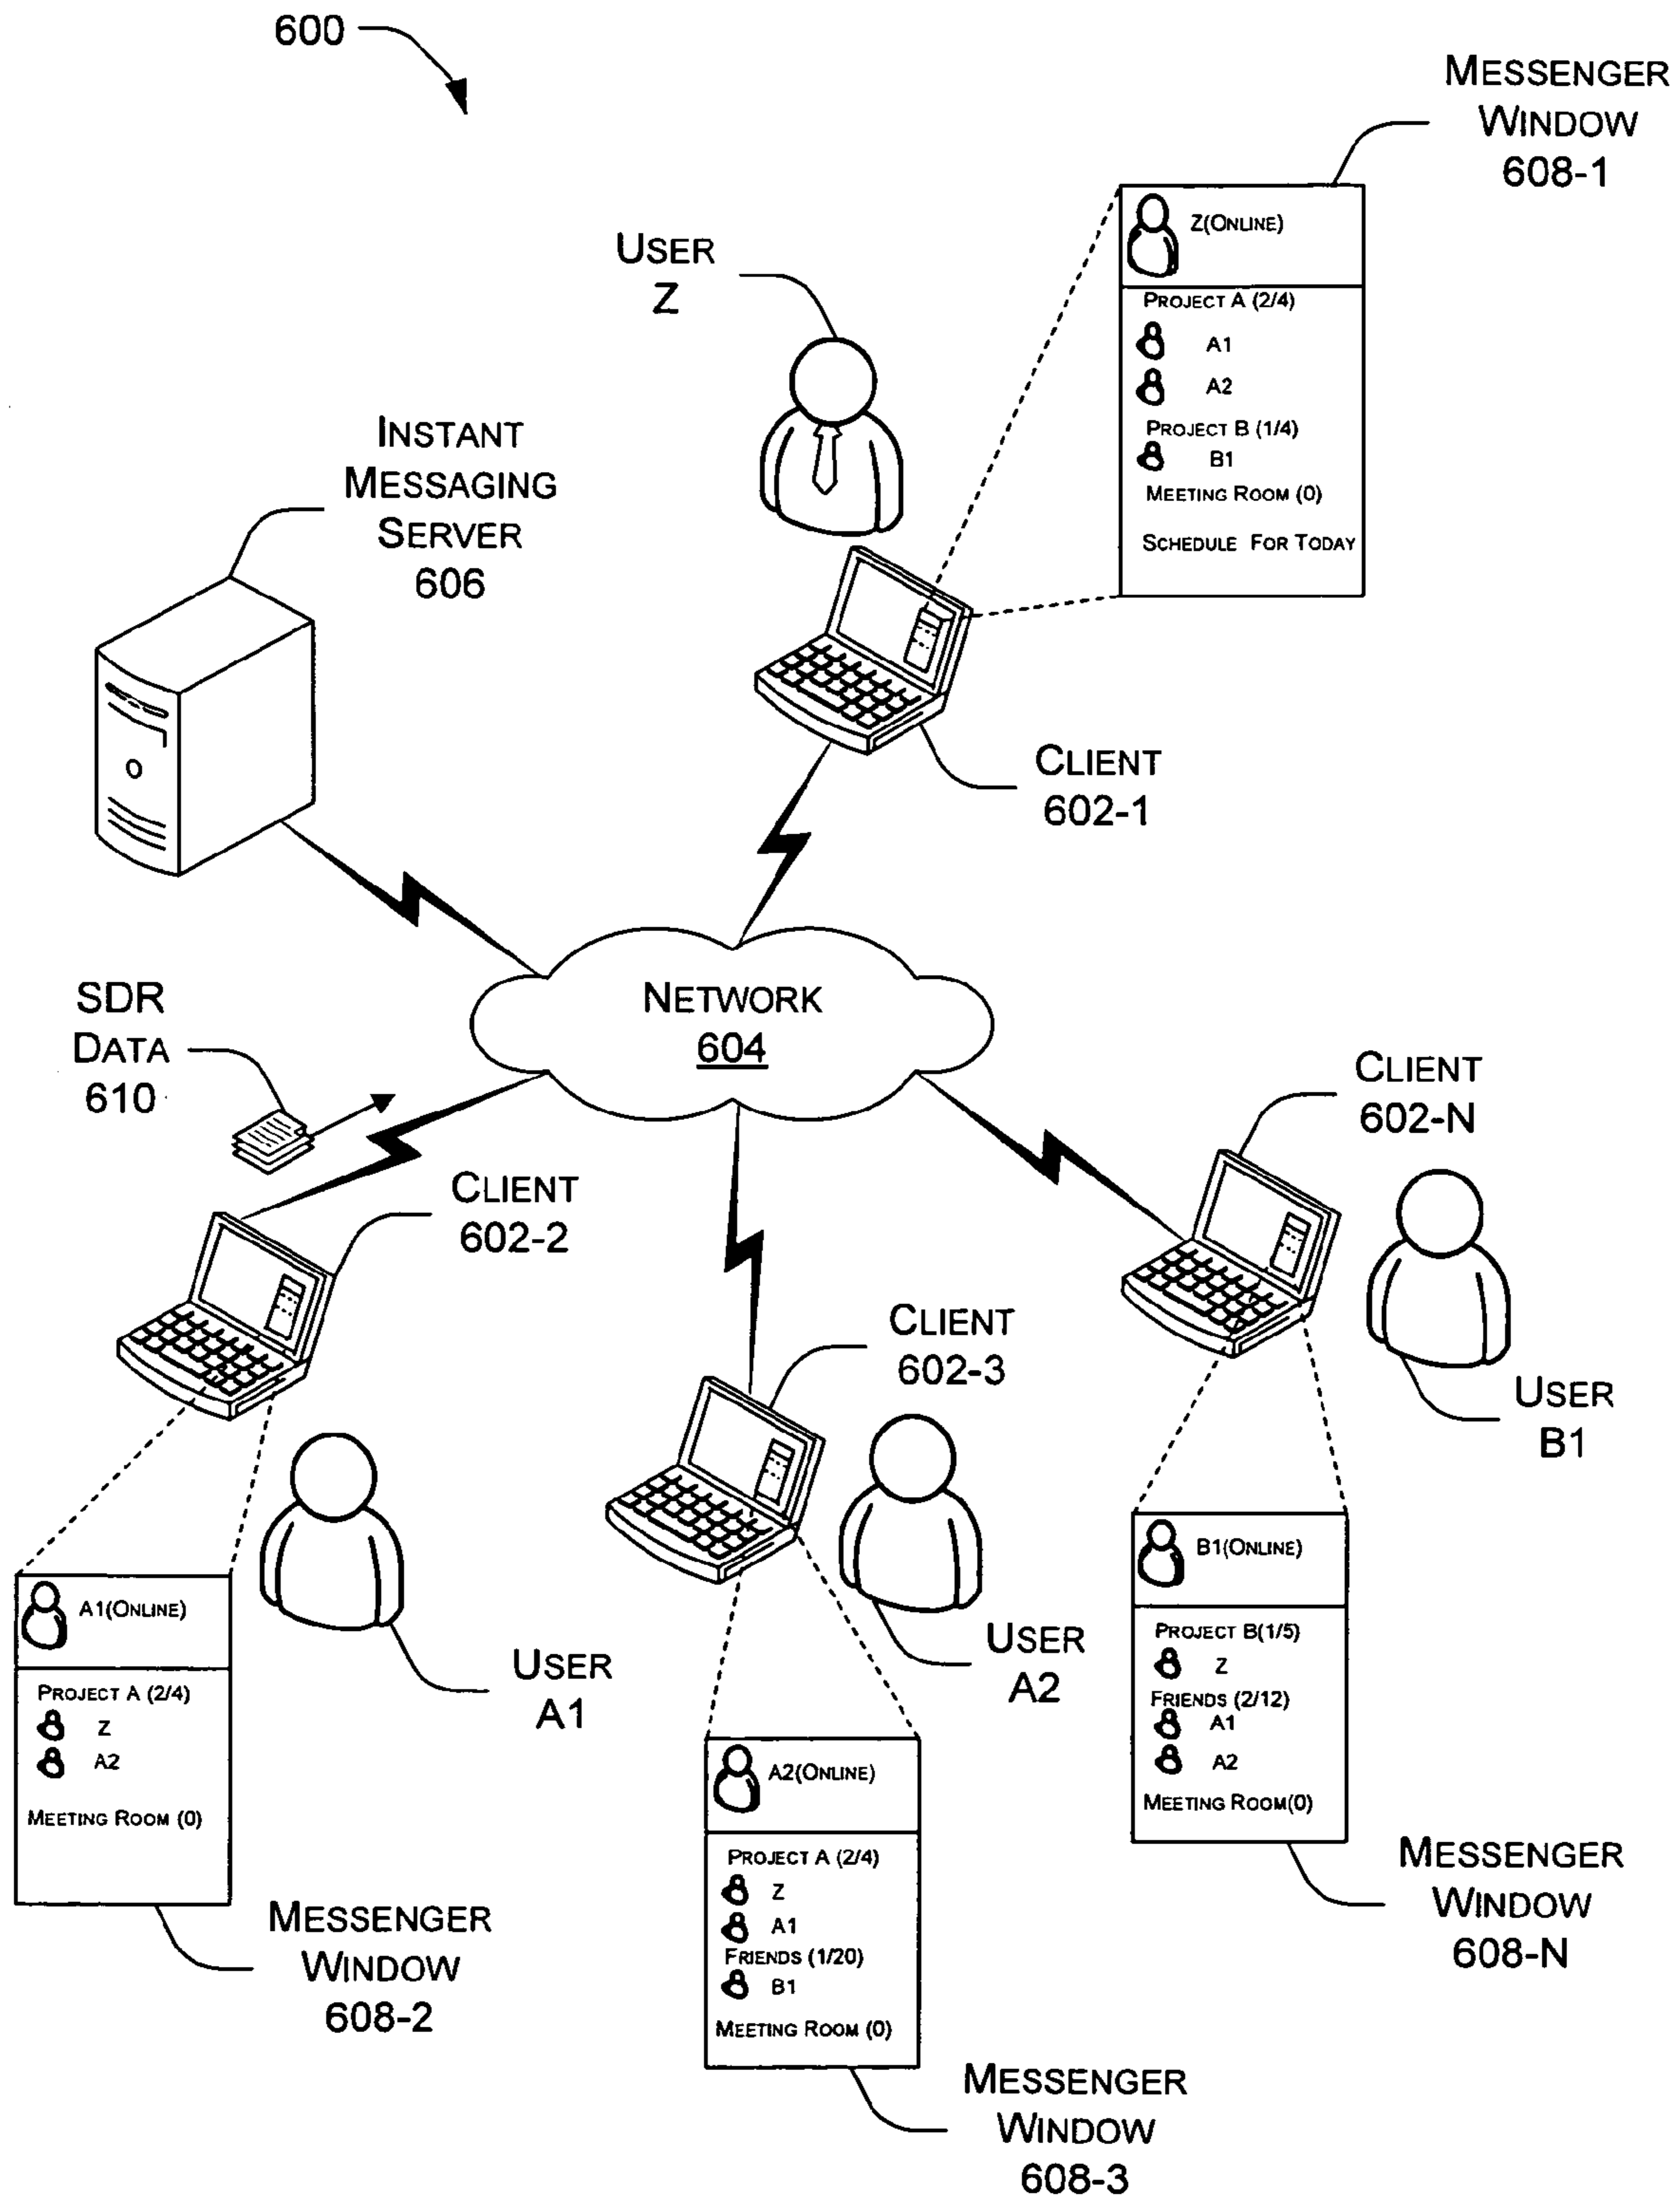 600
MESSENGER
WINDOW
608-1
Z(ONLINE)
PROJECT A (2/4)
A1
A2
PROJECT B (1/4)
B1
MEETING ROOM (0)
SCHEDULE FOR TODAY
USER
Z
INSTANT
MESSAGING
SERVER
606
CLIENT
602-1
NETWORK
604
SDR
DATA
610
CLIENT
602-2
CLIENT
602-3
CLIENT
602-N
USER
B1
USER
A1
USER
A2
A1(ONLINE)
PROJECT A (2/4)
Z
A2
MEETING ROOM (0)
MESSENGER
WINDOW
608-2
A2(ONLINE)
PROJECT A (2/4)
Z
A1
FRIENDS (1/20)
B1
MEETING ROOM (0)
MESSENGER
WINDOW
608-3
B1(ONLINE)
PROJECT B(1/5)
Z
FRIENDS (2/12)
A1
A2
MEETING ROOM(0)
MESSENGER
WINDOW
608-N